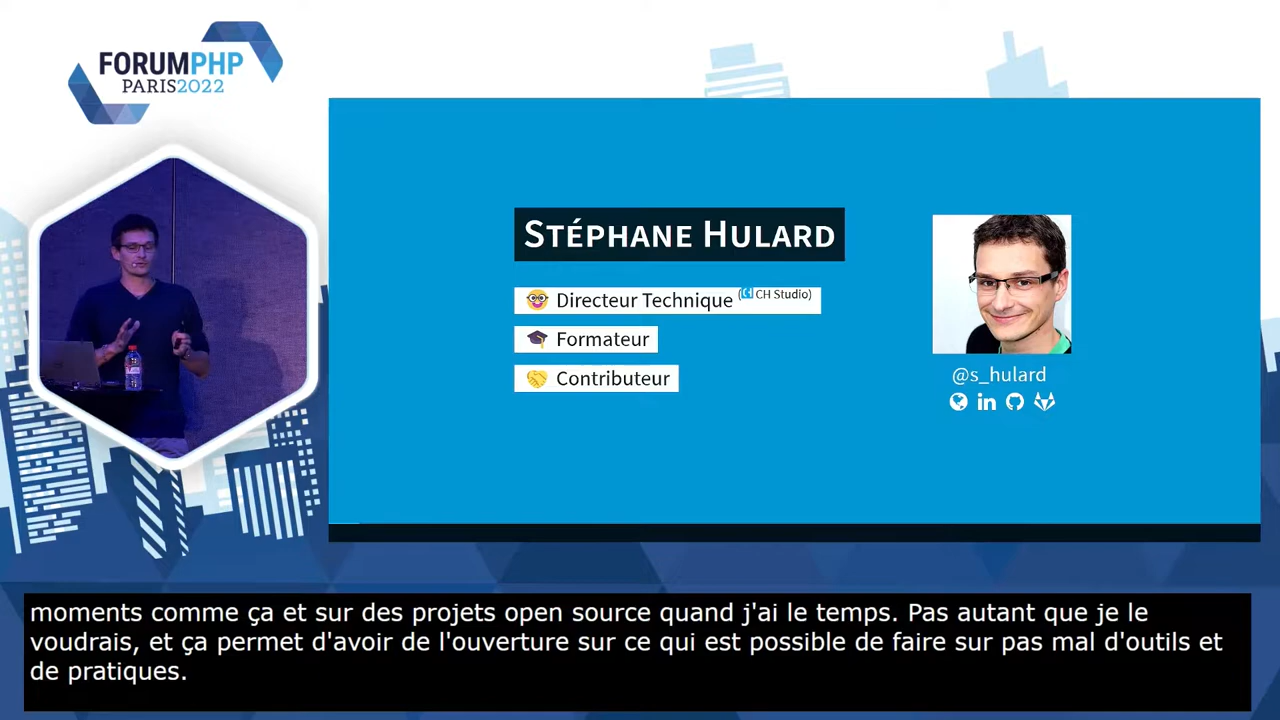 FORUMPHP
PARIS2022
STÉPHANE HULARD
Directeur Technique (CH Studio)
Formateur
Contributeur
@s_hulard
in
moments comme ça et sur des projets open source quand j'ai le temps. Pas autant que je le
voudrais, et ça permet d'avoir de l'ouverture sur ce qui est possible de faire sur pas mal d'outils et
de pratiques.